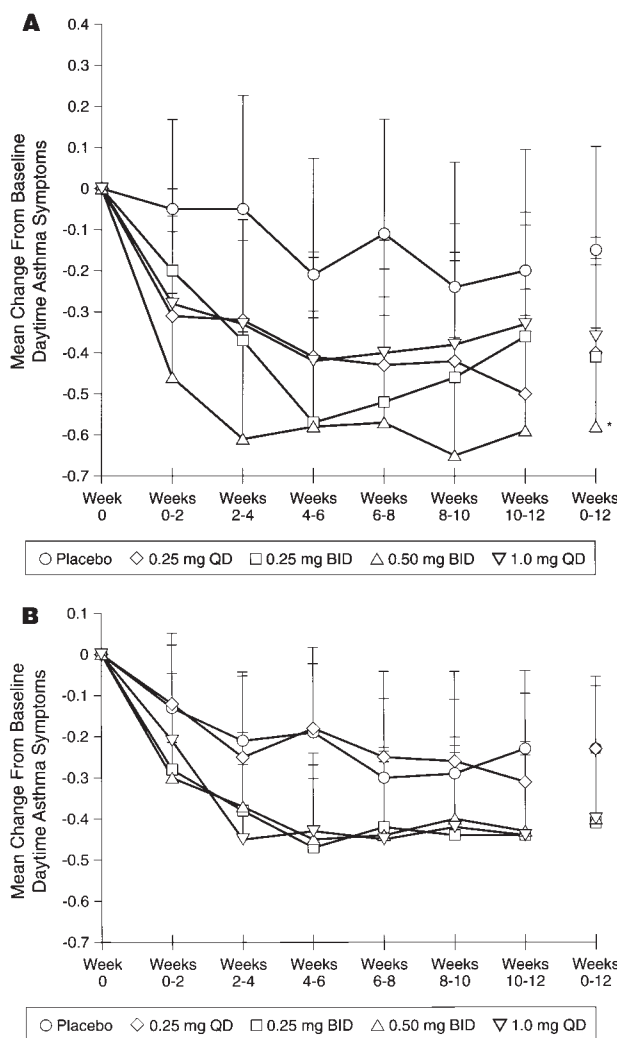 A
Mean Change From Baseline
Daytime Asthma Symptoms
0.4
0.3
0.2
0.1
0
-0.1
-0.2
-0.3
-0.4
-0.5
-0.6
-0.7
*
Week
0
Weeks
0-2
Weeks
2-4
Weeks
4-6
Weeks
6-8
Weeks
8-10
Weeks
10-12
Weeks
0-12
Placebo 0.25 mg QD 0.25 mg BID 0.50 mg BID 1.0 mg QD
B
Mean Change From Baseline
Daytime Asthma Symptoms
0.1
0
-0.1
-0.2
-0.3
-0.4
-0.5
-0.6
-0.7
Week
0
Weeks
0-2
Weeks
2-4
Weeks
4-6
Weeks
6-8
Weeks
8-10
Weeks
10-12
Weeks
0-12
Placebo 0.25 mg QD 0.25 mg BID 0.50 mg BID 1.0 mg QD